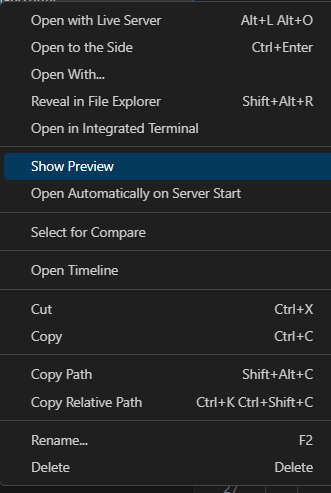 Open with Live Server Alt+L Alt+O
Open to the Side Ctrl+Enter
Open With...
Reveal in File Explorer Shift+Alt+R
Open in Integrated Terminal
Show Preview
Open Automatically on Server Start
Select for Compare
Open Timeline
Cut Ctrl+X
Copy Ctrl+C
Copy Path Shift+Alt+C
Copy Relative Path Ctrl+K Ctrl+Shift+C
Rename... F2
Delete Delete
27